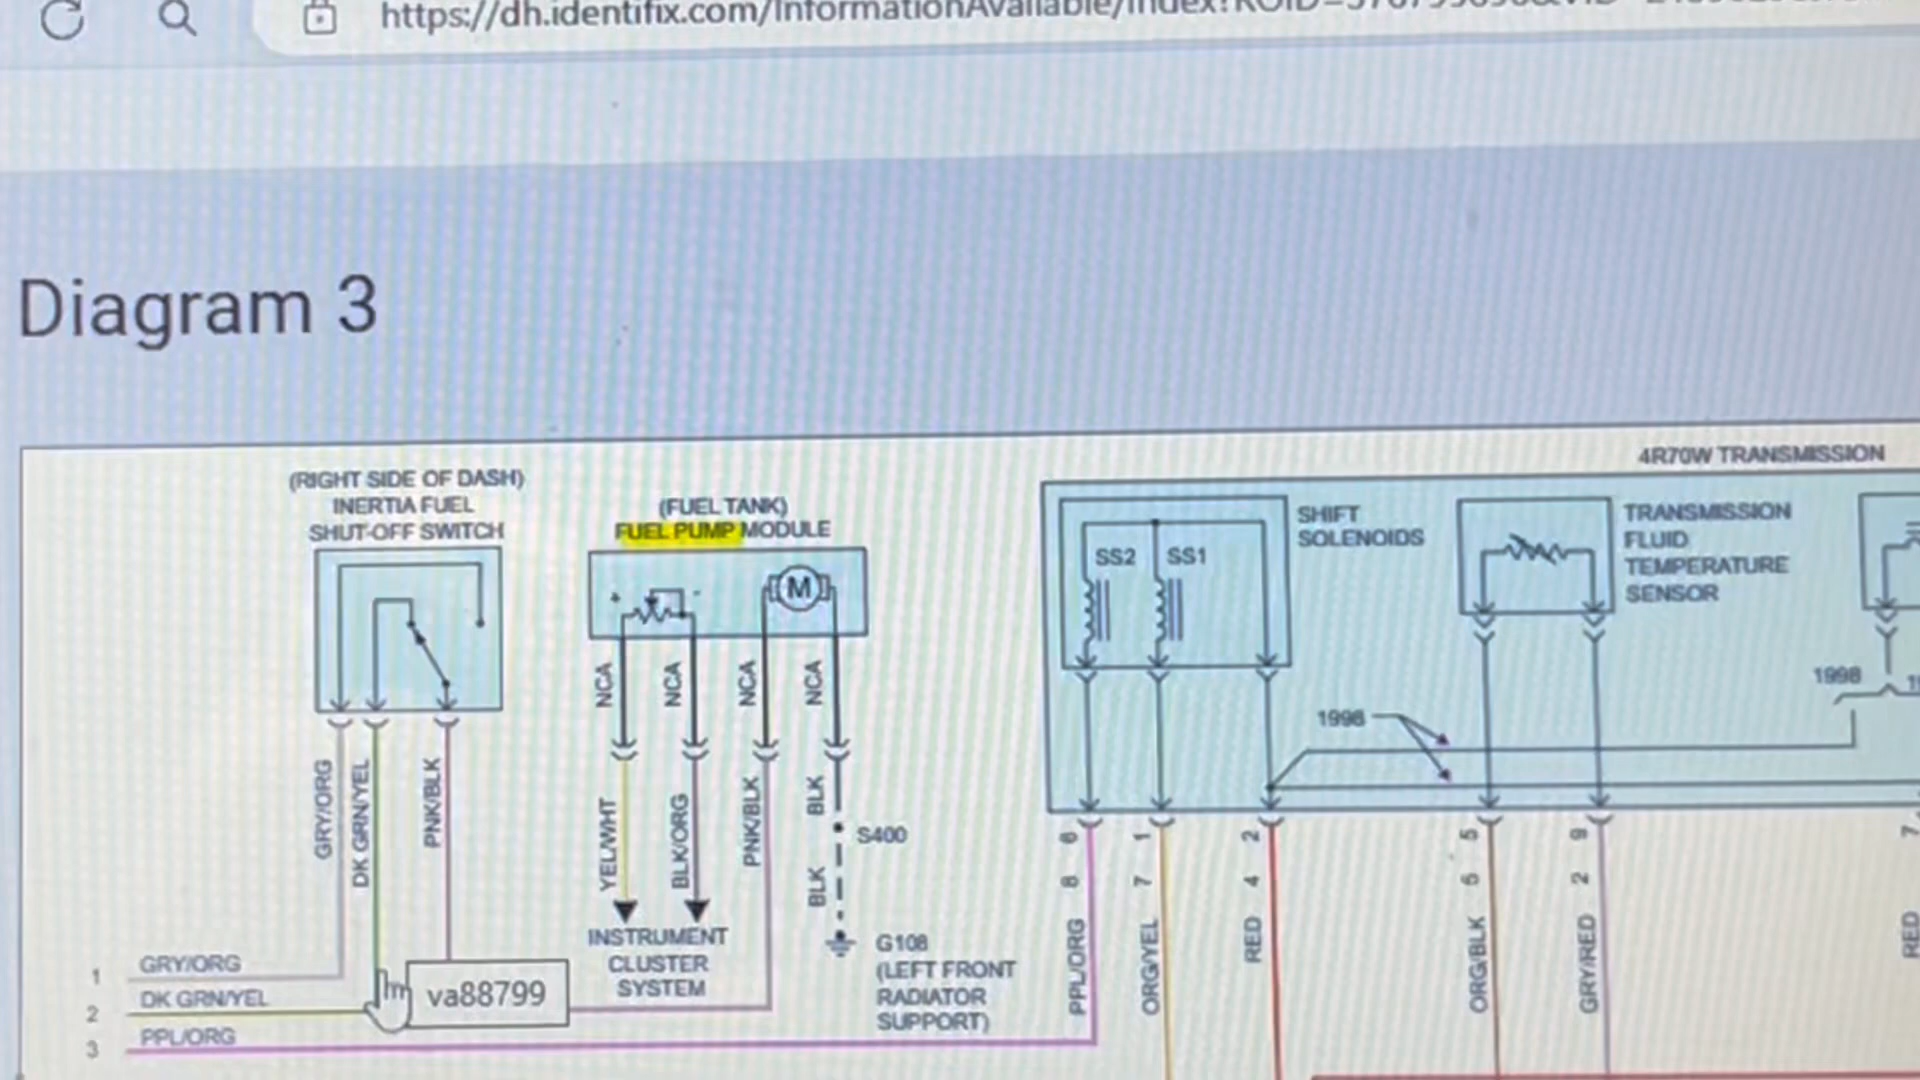 https://dh.identifix.com/InformationAvailable/Index?
Diagram 3
4R70W TRANSMISSION
(RIGHT SIDE OF DASH)
INERTIA FUEL
SHUT-OFF SWITCH
(FUEL TANK)
FUEL PUMP MODULE
SHIFT
SOLENOIDS
TRANSMISSION
FLUID
TEMPERATURE
SENSOR
SS2
SS1
M
NCA
NCA
NCA
NCA
1998
1998
GRY/ORG
DK GRN/YEL
PNK/BLK
YEL/WHT
BLK/ORG
PNK/BLK
BLK
BLK
S400
6
1
2
5
9
7
8
7
4
2
PPL/ORG
ORG/YEL
RED
ORG/BLK
GRY/RED
RED
INSTRUMENT
CLUSTER
SYSTEM
G108
(LEFT FRONT
RADIATOR
SUPPORT)
1 GRY/ORG
2 DK GRN/YEL
3 PPL/ORG
va88799